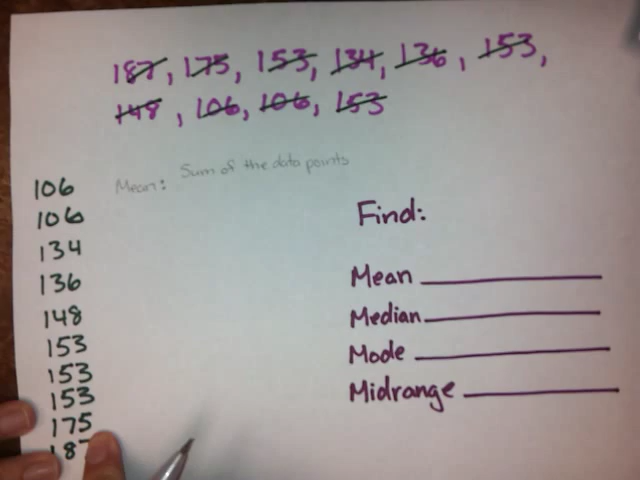 187, 175, 153, 134, 136, 153,
148, 106, 106, 153
Mean: Sum of the data points
106
106
134
136
148
153
153
153
175
187
Find:
Mean
Median
Mode
Midrange